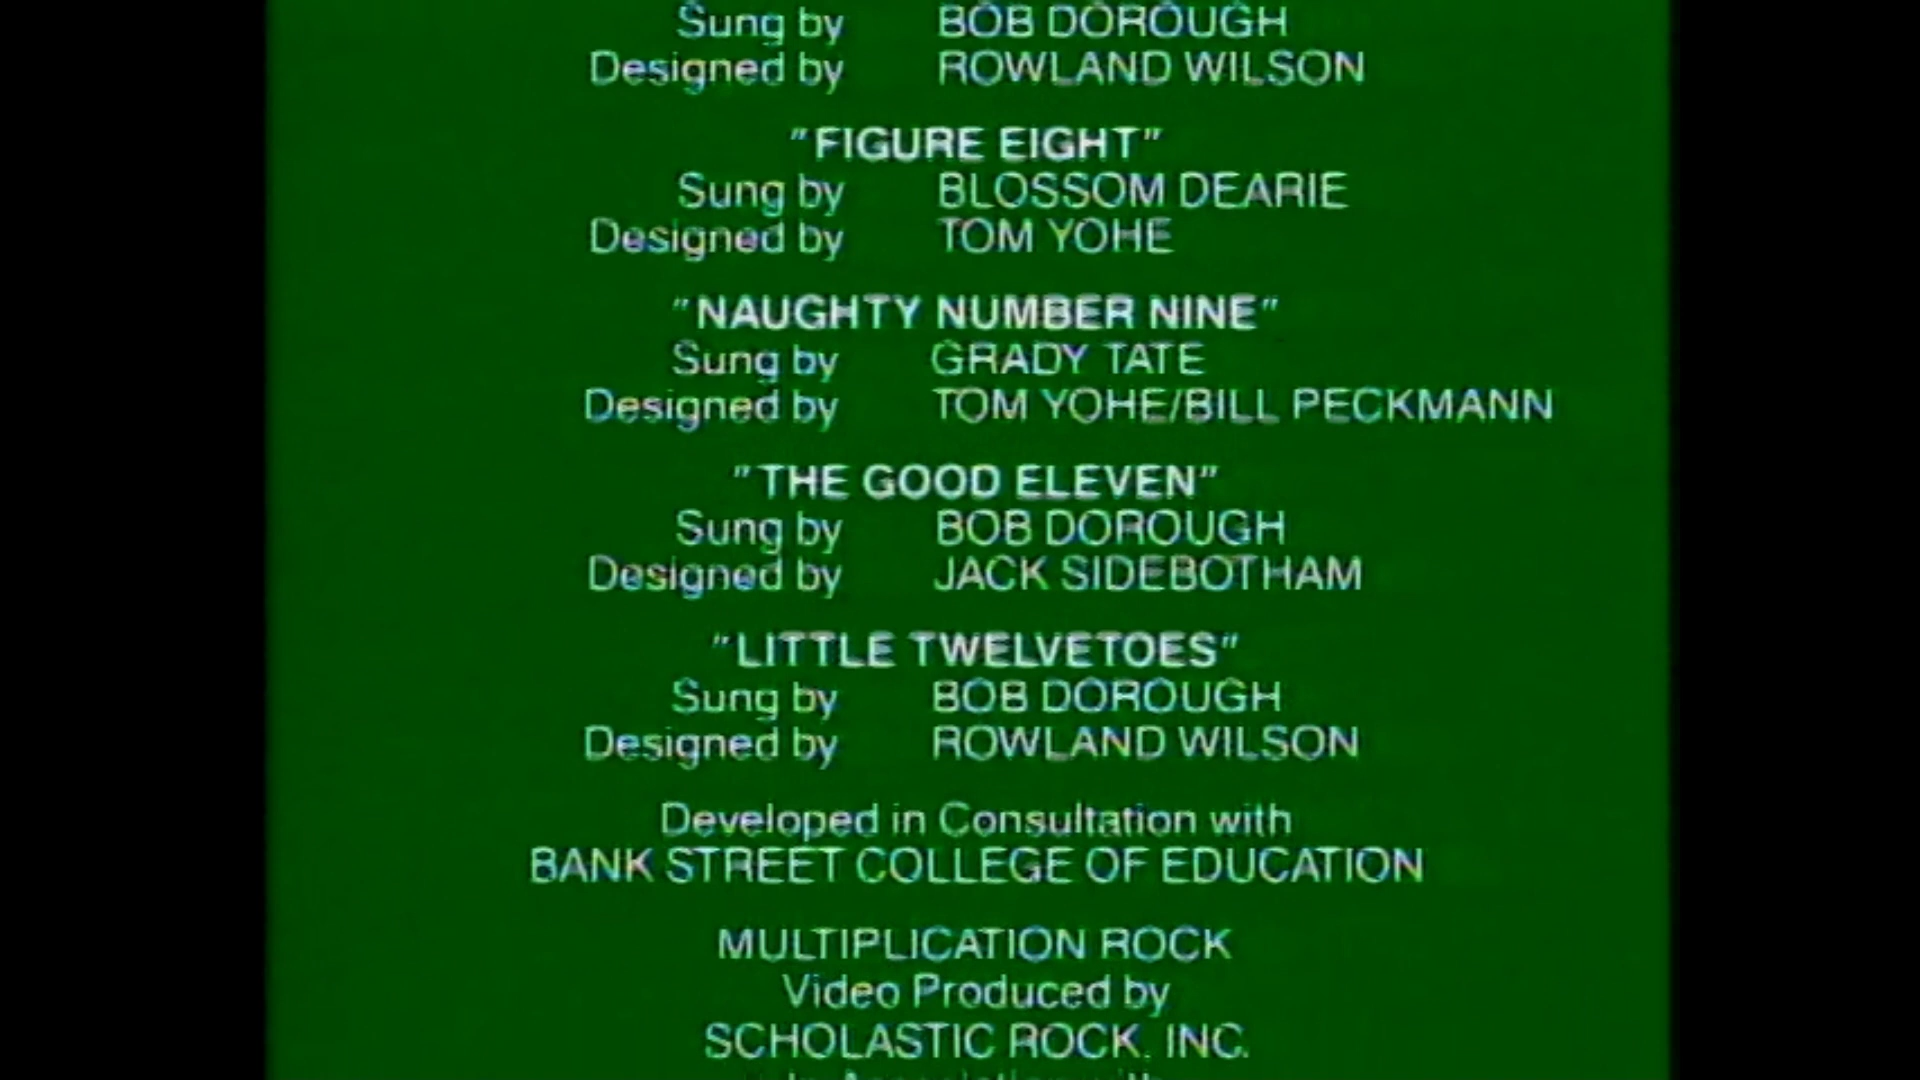 Sung by BOB DOROUGH
Designed by ROWLAND WILSON
"FIGURE EIGHT"
Sung by BLOSSOM DEARIE
Designed by TOM YOHE
"NAUGHTY NUMBER NINE"
Sung by GRADY TATE
Designed by TOM YOHE/BILL PECKMANN
"THE GOOD ELEVEN"
Sung by BOB DOROUGH
Designed by JACK SIDEBOTHAM
"LITTLE TWELVETOES"
Sung by BOB DOROUGH
Designed by ROWLAND WILSON
Developed in Consultation with
BANK STREET COLLEGE OF EDUCATION
MULTIPLICATION ROCK
Video Produced by
SCHOLASTIC ROCK, INC.